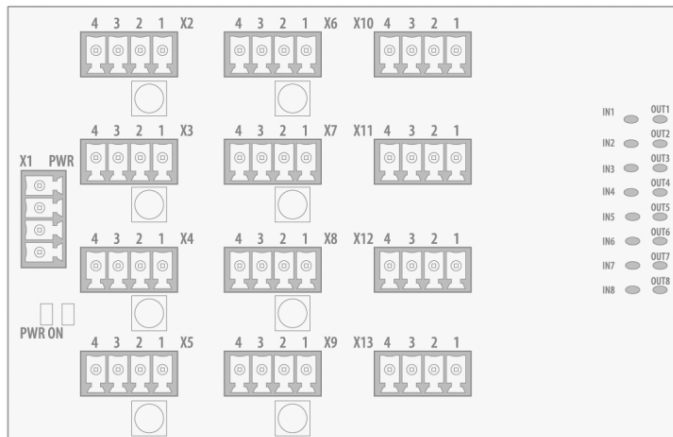 4 3 2 1 X2
4 3 2 1 X6
X10 4 3 2 1
4 3 2 1 X3
4 3 2 1 X7
X11 4 3 2 1
X1 PWR
4 3 2 1 X4
4 3 2 1 X8
X12 4 3 2 1
PWR ON
4 3 2 1 X5
4 3 2 1 X9
X13 4 3 2 1
IN1 OUT1
IN2 OUT2
IN3 OUT3
IN4 OUT4
IN5 OUT5
IN6 OUT6
IN7 OUT7
IN8 OUT8